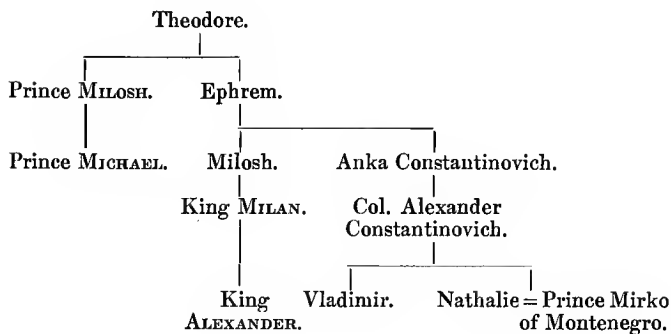 Theodore.
Prince MILOSH. Ephrem.
Prince MICHAEL. Milosh. Anka Constantinovich.
King MILAN. Col. Alexander
Constantinovich.
King Vladimir. Nathalie = Prince Mirko
ALEXANDER. of Montenegro.